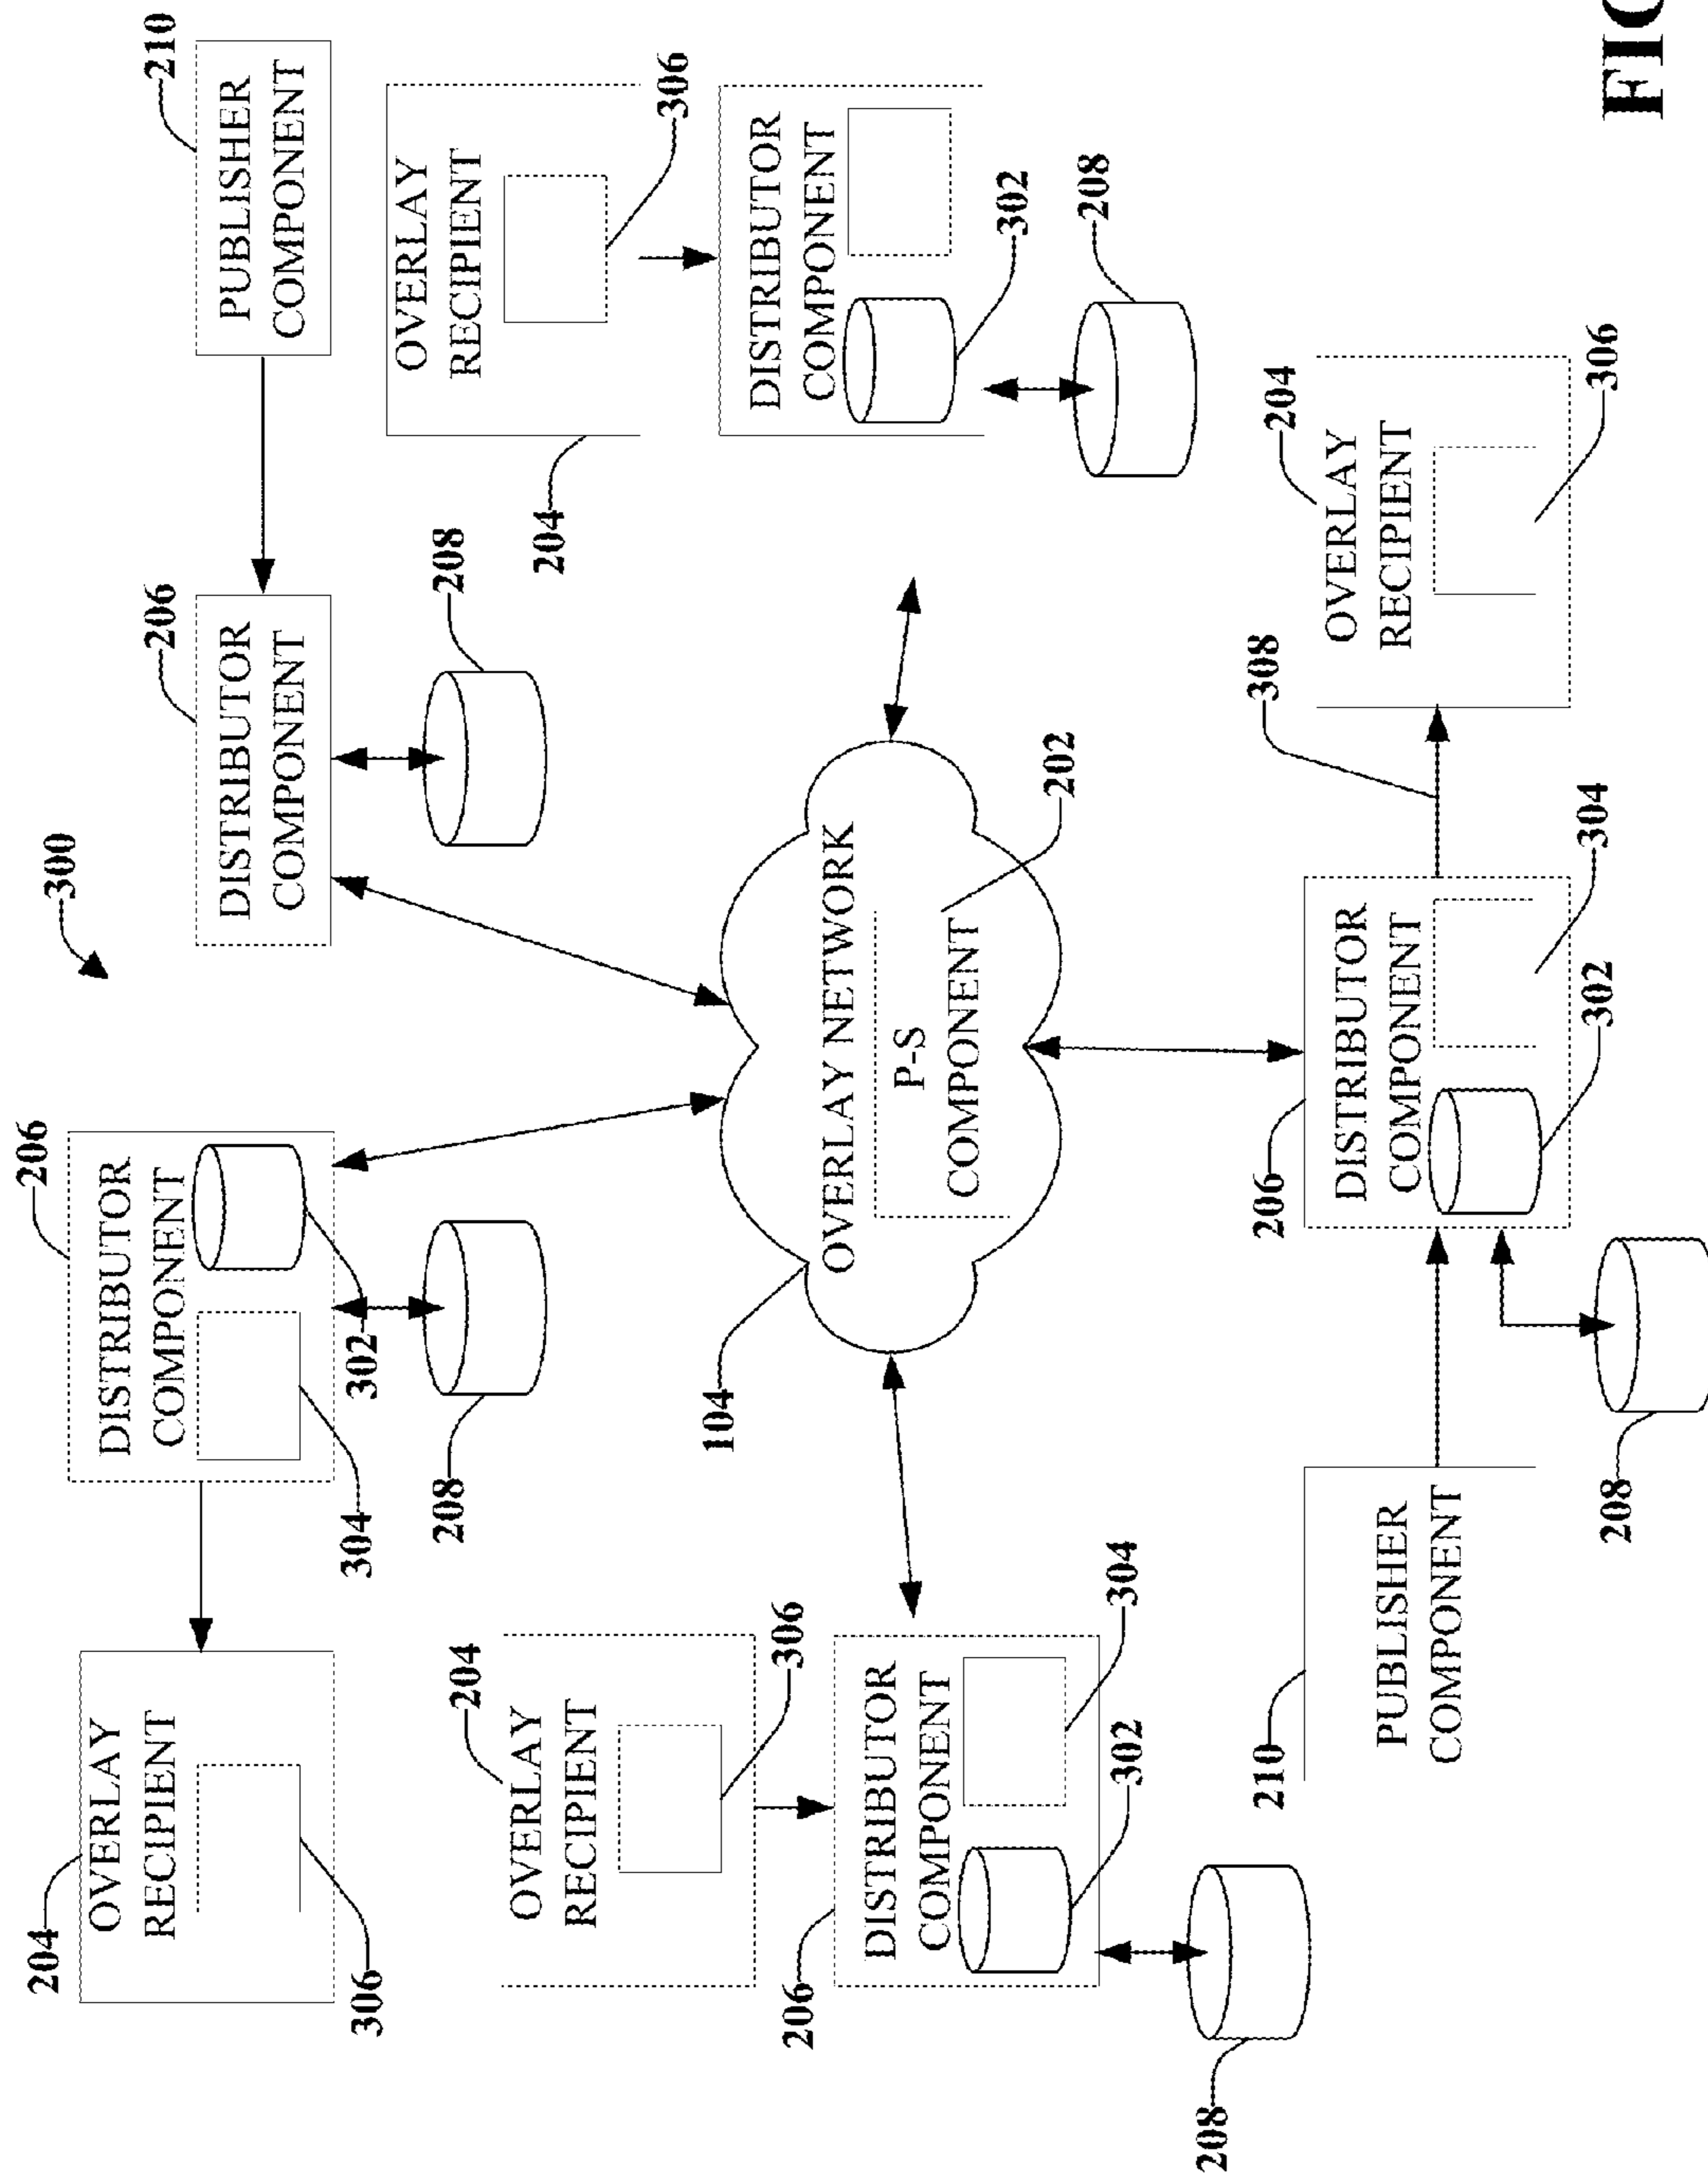 300
204
OVERLAY
RECIPIENT
306
206
DISTRIBUTOR
COMPONENT
304
302
208
206
DISTRIBUTOR
COMPONENT
208
210
PUBLISHER
COMPONENT
204
OVERLAY
RECIPIENT
306
206
DISTRIBUTOR
COMPONENT
304
302
208
104
OVERLAY NETWORK
P-S
COMPONENT
202
OVERLAY
RECIPIENT
204
306
DISTRIBUTOR
COMPONENT
302
208
210
PUBLISHER
COMPONENT
208
206
DISTRIBUTOR
COMPONENT
304
302
308
204
OVERLAY
RECIPIENT
306